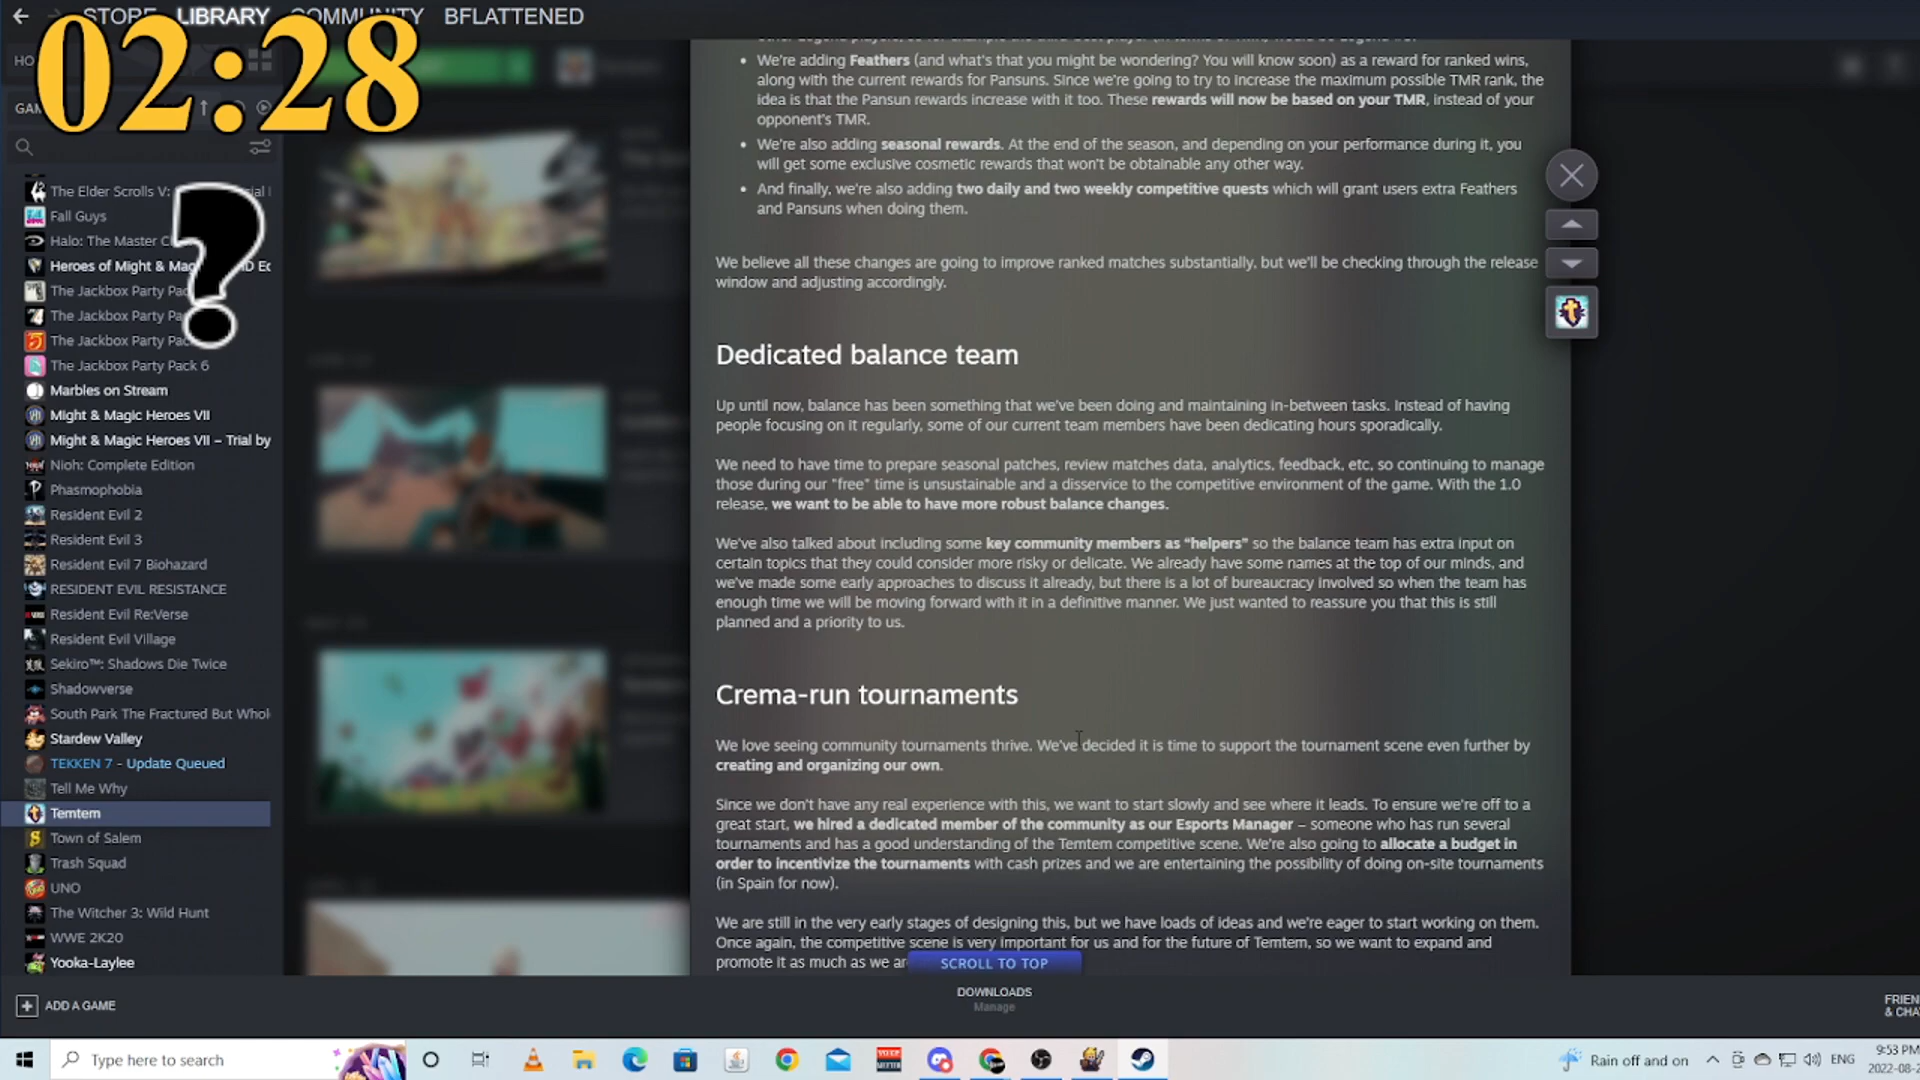 STORE LIBRARY COMMUNITY BFLATTENED
02:28
?
The Elder Scrolls V:
Fall Guys
Halo: The Master
Heroes of Might & Mag
The Jackbox Party Pac
The Jackbox Party Pa
The Jackbox Party Pac
The Jackbox Party Pack 6
Marbles on Stream
Might & Magic Heroes VII
Might & Magic Heroes VII – Trial by
Nioh: Complete Edition
Phasmophobia
Resident Evil 2
Resident Evil 3
Resident Evil 7 Biohazard
RESIDENT EVIL RESISTANCE
Resident Evil Re:Verse
Resident Evil Village
Sekiro™: Shadows Die Twice
Shadowverse
South Park The Fractured But Whol
Stardew Valley
TEKKEN 7 - Update Queued
Tell Me Why
Temtem
Town of Salem
Trash Squad
UNO
The Witcher 3: Wild Hunt
WWE 2K20
Yooka-Laylee
ADD A GAME
We're adding Feathers (and what's that you might be wondering? You will know soon) as a reward for ranked wins,
along with the current rewards for Pansuns. Since we're going to try to increase the maximum possible TMR rank, the
idea is that the Pansun rewards increase with it too. These rewards will now be based on your TMR, instead of your
opponent's TMR.
We're also adding seasonal rewards. At the end of the season, and depending on your performance during it, you
will get some exclusive cosmetic rewards that won't be obtainable any other way.
And finally, we're also adding two daily and two weekly competitive quests which will grant users extra Feathers
and Pansuns when doing them.
We believe all these changes are going to improve ranked matches substantially, but we'll be checking through the release
window and adjusting accordingly.
Dedicated balance team
Up until now, balance has been something that we've been doing and maintaining in-between tasks. Instead of having
people focusing on it regularly, some of our current team members have been dedicating hours sporadically.
We need to have time to prepare seasonal patches, review matches data, analytics, feedback, etc, so continuing to manage
those during our "free" time is unsustainable and a disservice to the competitive environment of the game. With the 1.0
release, we want to be able to have more robust balance changes.
We've also talked about including some key community members as “helpers” so the balance team has extra input on
certain topics that they could consider more risky or delicate. We already have some names at the top of our minds, and
we've made some early approaches to discuss it already, but there is a lot of bureaucracy involved so when the team has
enough time we will be moving forward with it in a definitive manner. We just wanted to reassure you that this is still
planned and a priority to us.
Crema-run tournaments
We love seeing community tournaments thrive. We've decided it is time to support the tournament scene even further by
creating and organizing our own.
Since we don't have any real experience with this, we want to start slowly and see where it leads. To ensure we're off to a
great start, we hired a dedicated member of the community as our Esports Manager – someone who has run several
tournaments and has a good understanding of the Temtem competitive scene. We're also going to allocate a budget in
order to incentivize the tournaments with cash prizes and we are entertaining the possibility of doing on-site tournaments
(in Spain for now).
We are still in the very early stages of designing this, but we have loads of ideas and we're eager to start working on them.
Once again, the competitive scene is very important for us and for the future of Temtem, so we want to expand and
promote it as much as we ar
SCROLL TO TOP
DOWNLOADS
Manage
FRIEN
& CHA
Type here to search
Rain off and on
ENG
9:53 PM
2022-08-2